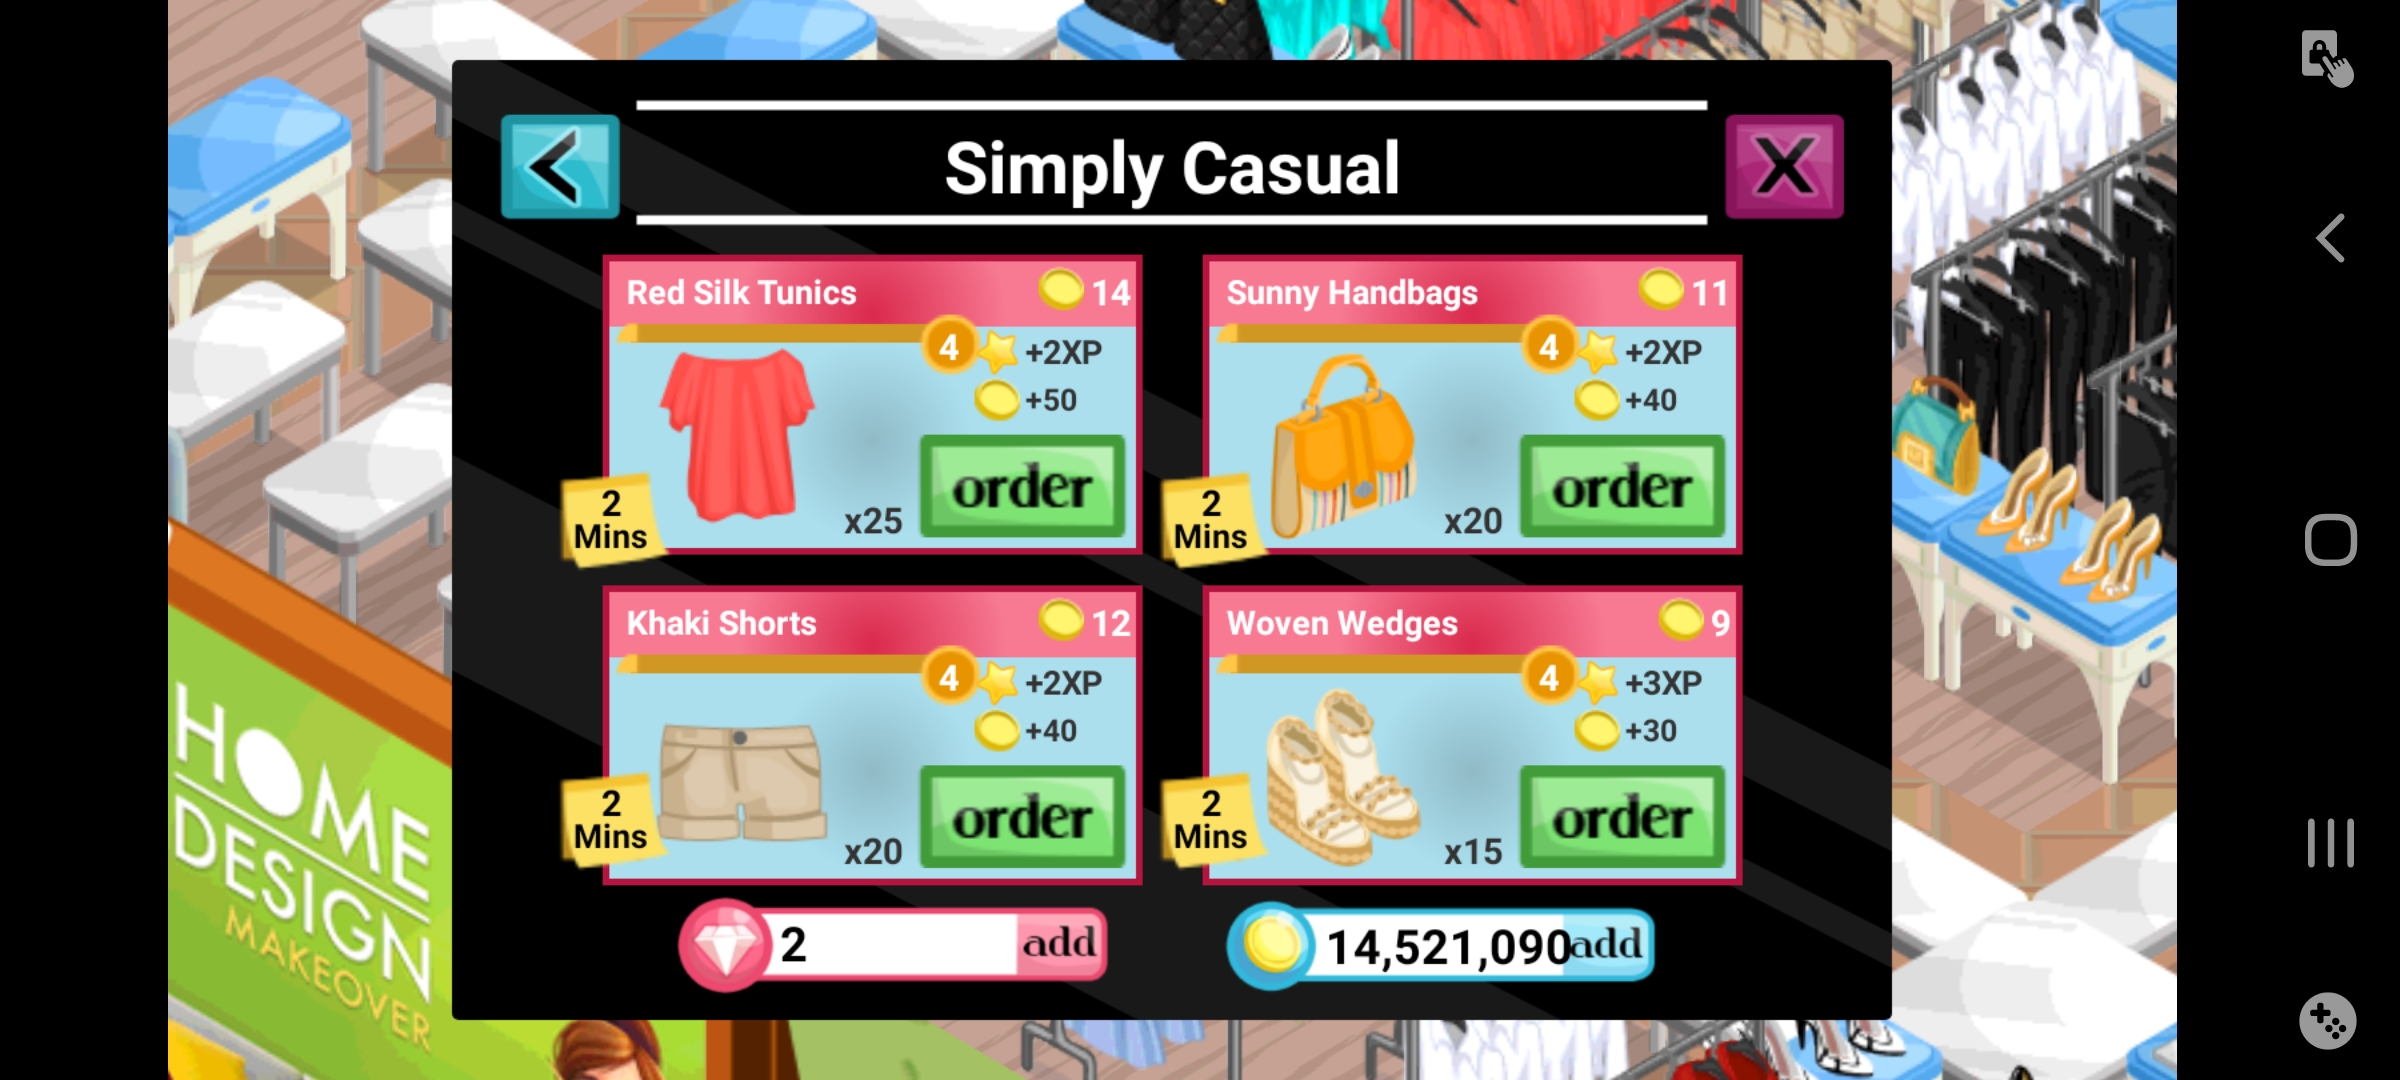 Simply Casual
X
Red Silk Tunics 14
4 +2XP
+50
2
Mins
x25
order
Sunny Handbags 11
4 +2XP
+40
2
Mins
x20
order
Khaki Shorts 12
4 +2XP
+40
2
Mins
x20
order
Woven Wedges 9
4 +3XP
+30
2
Mins
x15
order
2 add
14,521,090 add
HOME
DESIGN
MAKEOVER